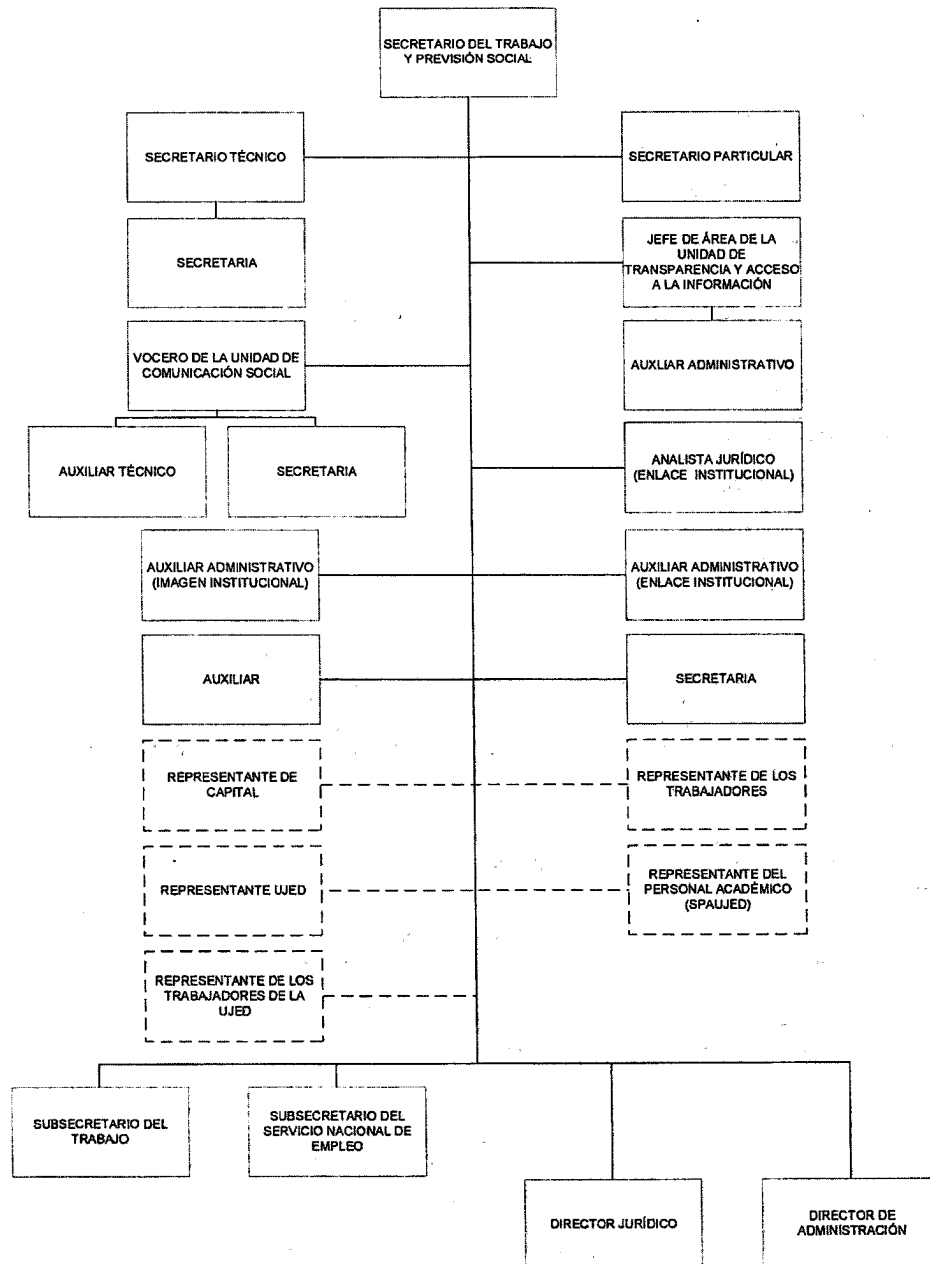 SECRETARIO DEL TRABAJO
Y PREVISIÓN SOCIAL
SECRETARIO TÉCNICO
SECRETARIO PARTICULAR
SECRETARIA
JEFE DE ÁREA DE LA
UNIDAD DE
TRANSPARENCIA Y ACCESO
A LA INFORMACIÓN
VOCERO DE LA UNIDAD DE
COMUNICACIÓN SOCIAL
AUXLIAR ADMINISTRATIVO
AUXILIAR TÉCNICO
SECRETARIA
ANALISTA JURÍDICO
(ENLACE INSTITUCIONAL)
AUXILIAR ADMINISTRATIVO
(IMAGEN INSTITUCIONAL)
AUXILIAR ADMINISTRATIVO
(ENLACE INSTITUCIONAL)
AUXILIAR
SECRETARIA
REPRESENTANTE DE
CAPITAL
REPRESENTANTE DE LOS
TRABAJADORES
REPRESENTANTE UJED
REPRESENTANTE DEL
PERSONAL ACADÉMICO
(SPAUJED)
REPRESENTANTE DE LOS
TRABAJADORES DE LA
UJED
SUBSECRETARIO DEL
TRABAJO
SUBSECRETARIO DEL
SERVICIO NACIONAL DE
EMPLEO
DIRECTOR JURÍDICO
DIRECTOR DE
ADMINISTRACIÓN